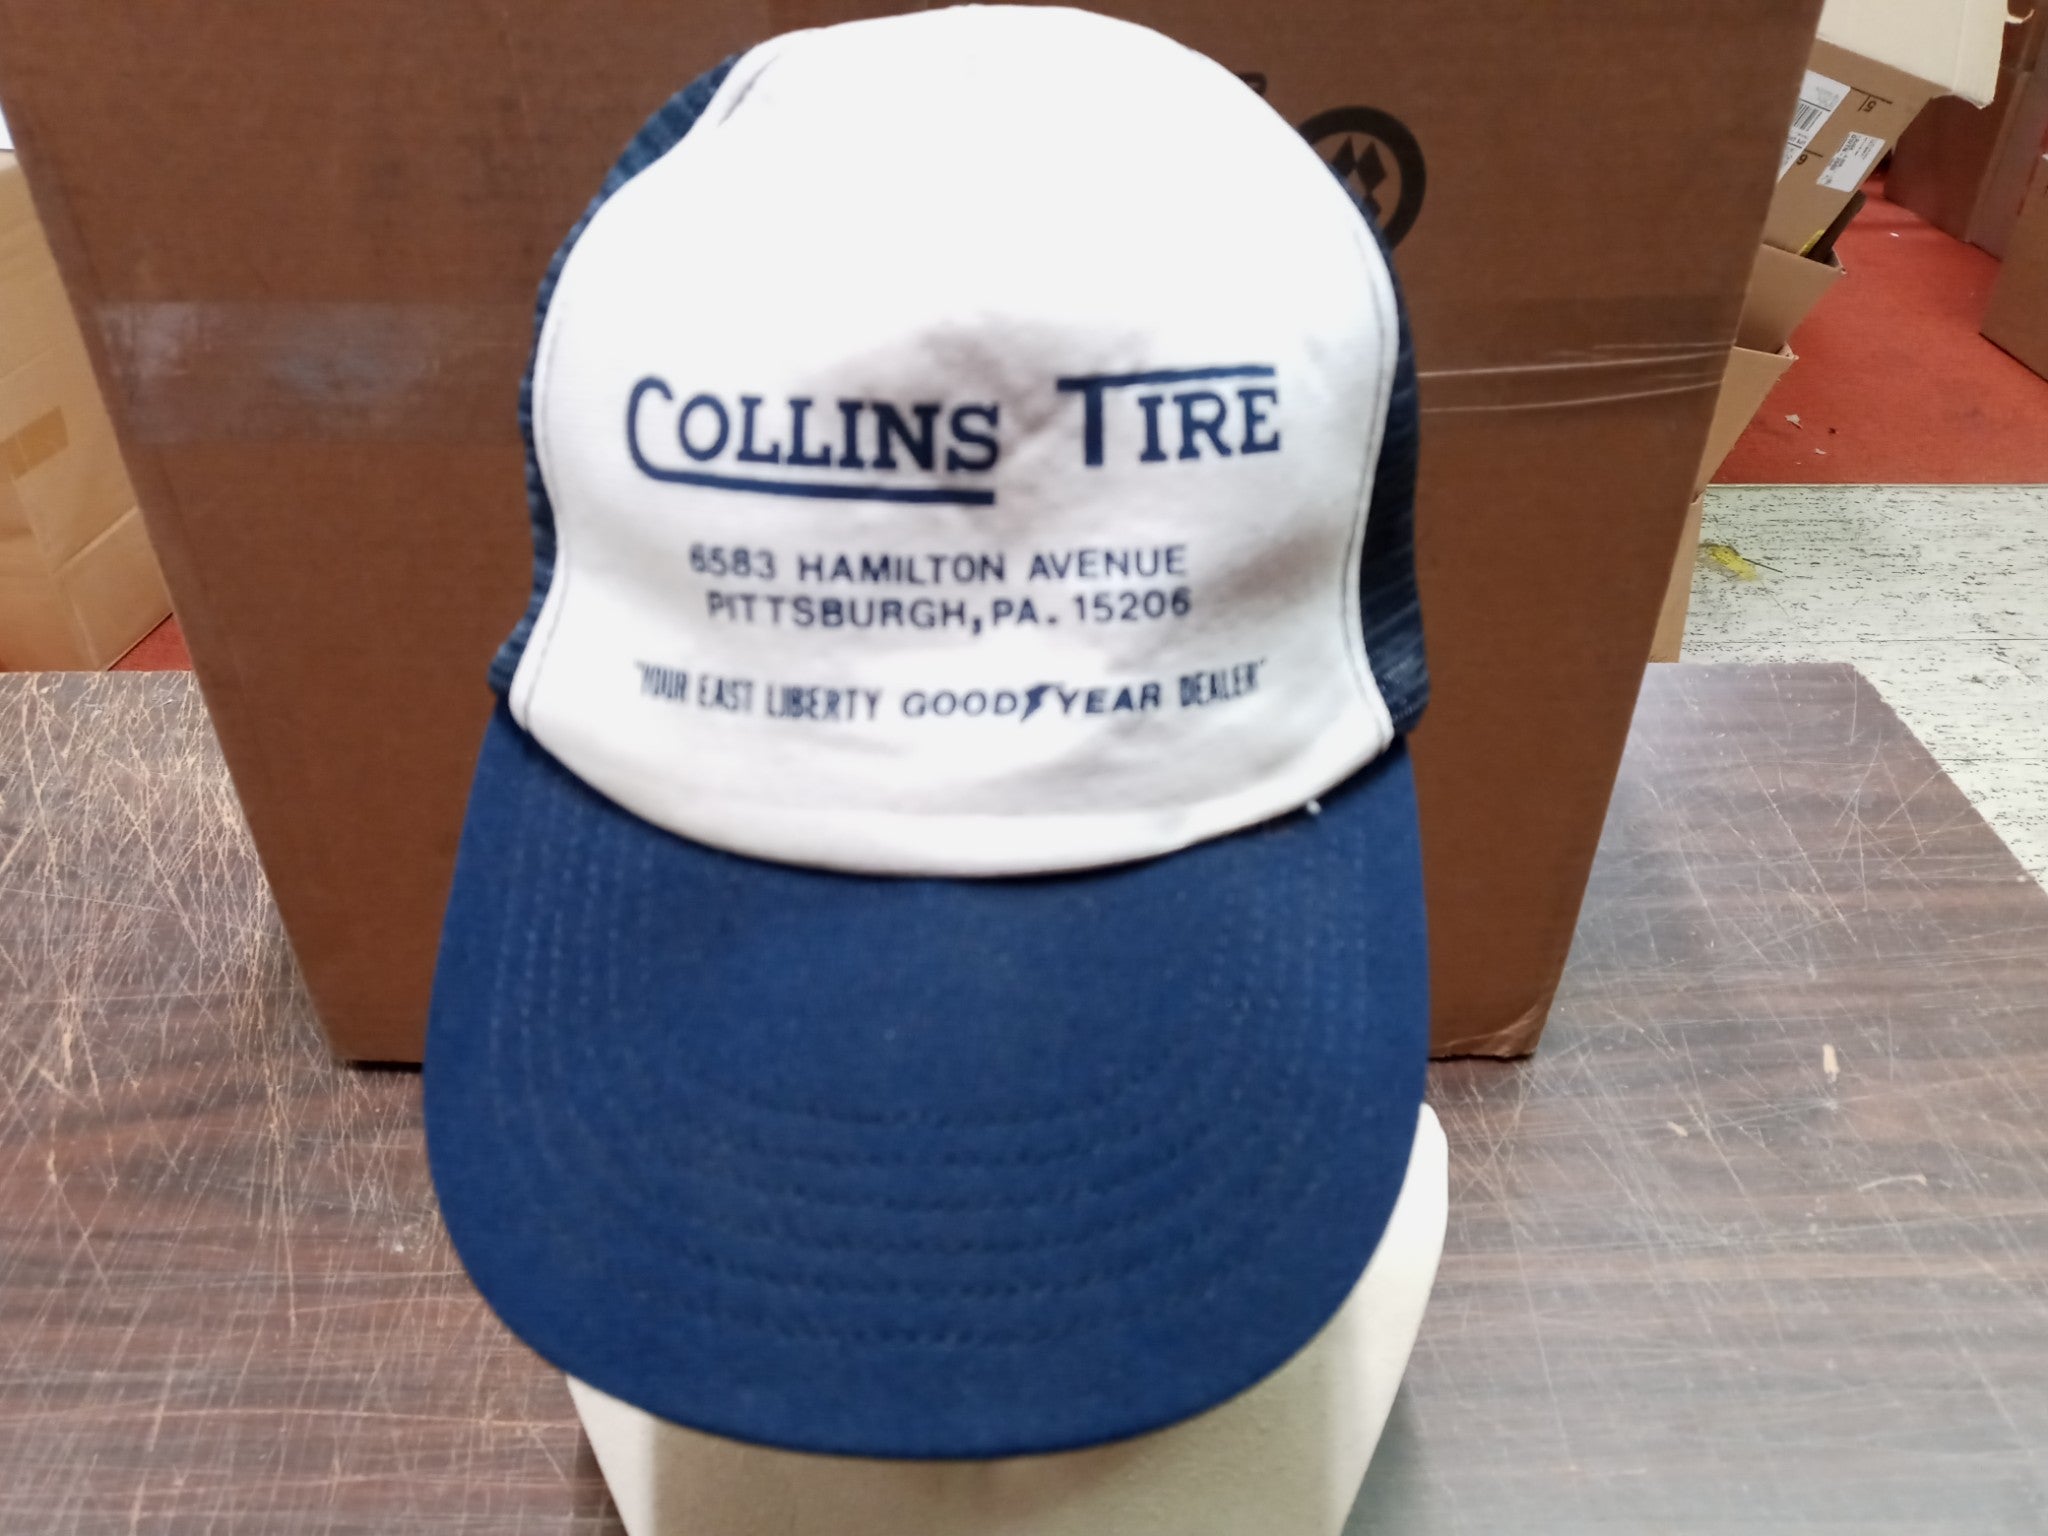 COLLINS TIRE
6583 HAMILTON AVENUE
PITTSBURGH, PA. 15206
"YOUR EAST LIBERTY GOODYEAR DEALER"